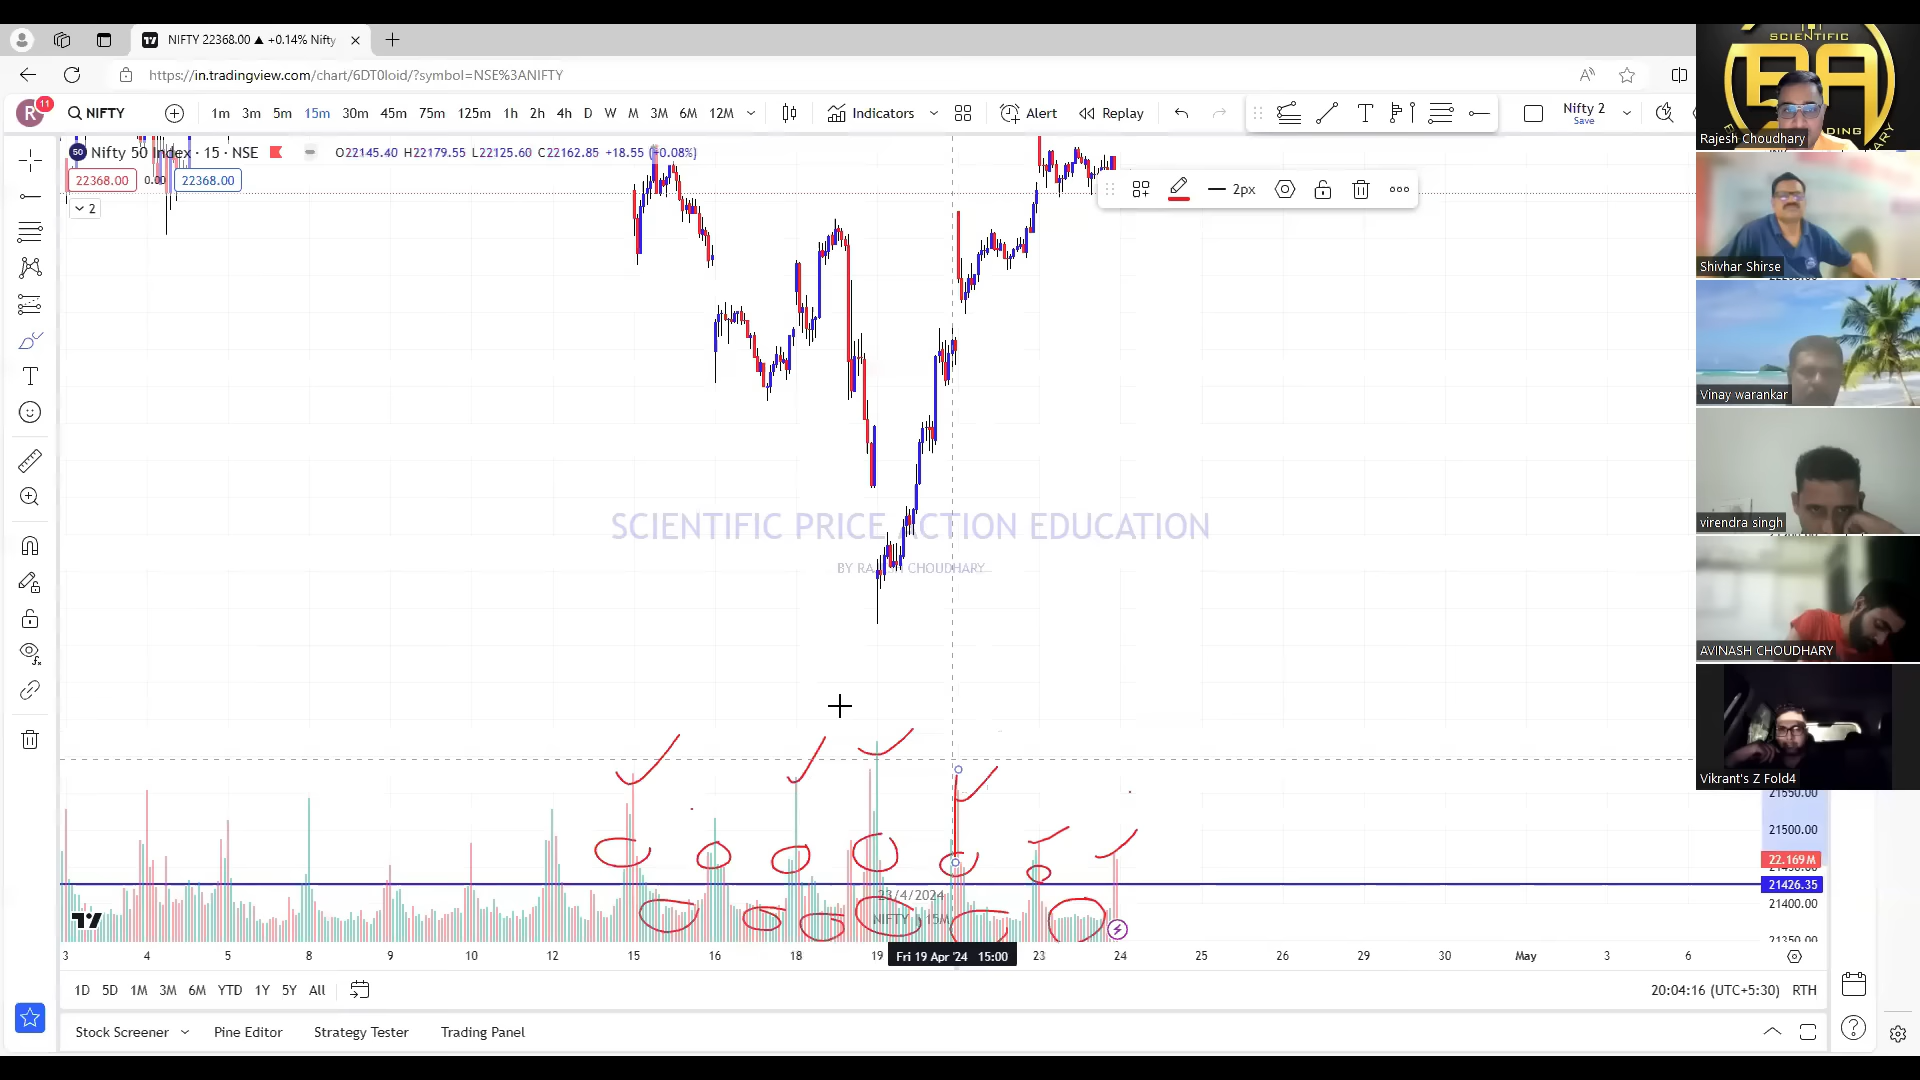 NIFTY 22368.00 ▲ +0.14% Nifty
https://in.tradingview.com/chart/6DT0loid/?symbol=NSE%3ANIFTY
R 11 NIFTY 1m 3m 5m 15m 30m 45m 75m 125m 1h 2h 4h D W M 3M 6M 12M Indicators Alert Replay Nifty 2
Save
50 Nifty 50 Index · 15 · NSE O22145.40 H22179.55 L22125.60 C22162.85 +18.55 (+0.08%)
22368.00 0.00 22368.00
2px
2
SCIENTIFIC PRICE ACTION EDUCATION
SCIENTIFIC
Rajesh Choudhary
Shivhar Shirse
Vinay warankar
virendra singh
AVINASH CHOUDHARY
Vikrant's Z Fold4
21550.00
21500.00
22.169M
21426.35
21400.00
21350.00
23/4/2024
3 4 5 8 9 10 12 15 16 18 19 Fri 19 Apr '24 15:00 23 24 25 26 29 30 May 3 6
1D 5D 1M 3M 6M YTD 1Y 5Y All 20:04:16 (UTC+5:30) RTH
Stock Screener Pine Editor Strategy Tester Trading Panel